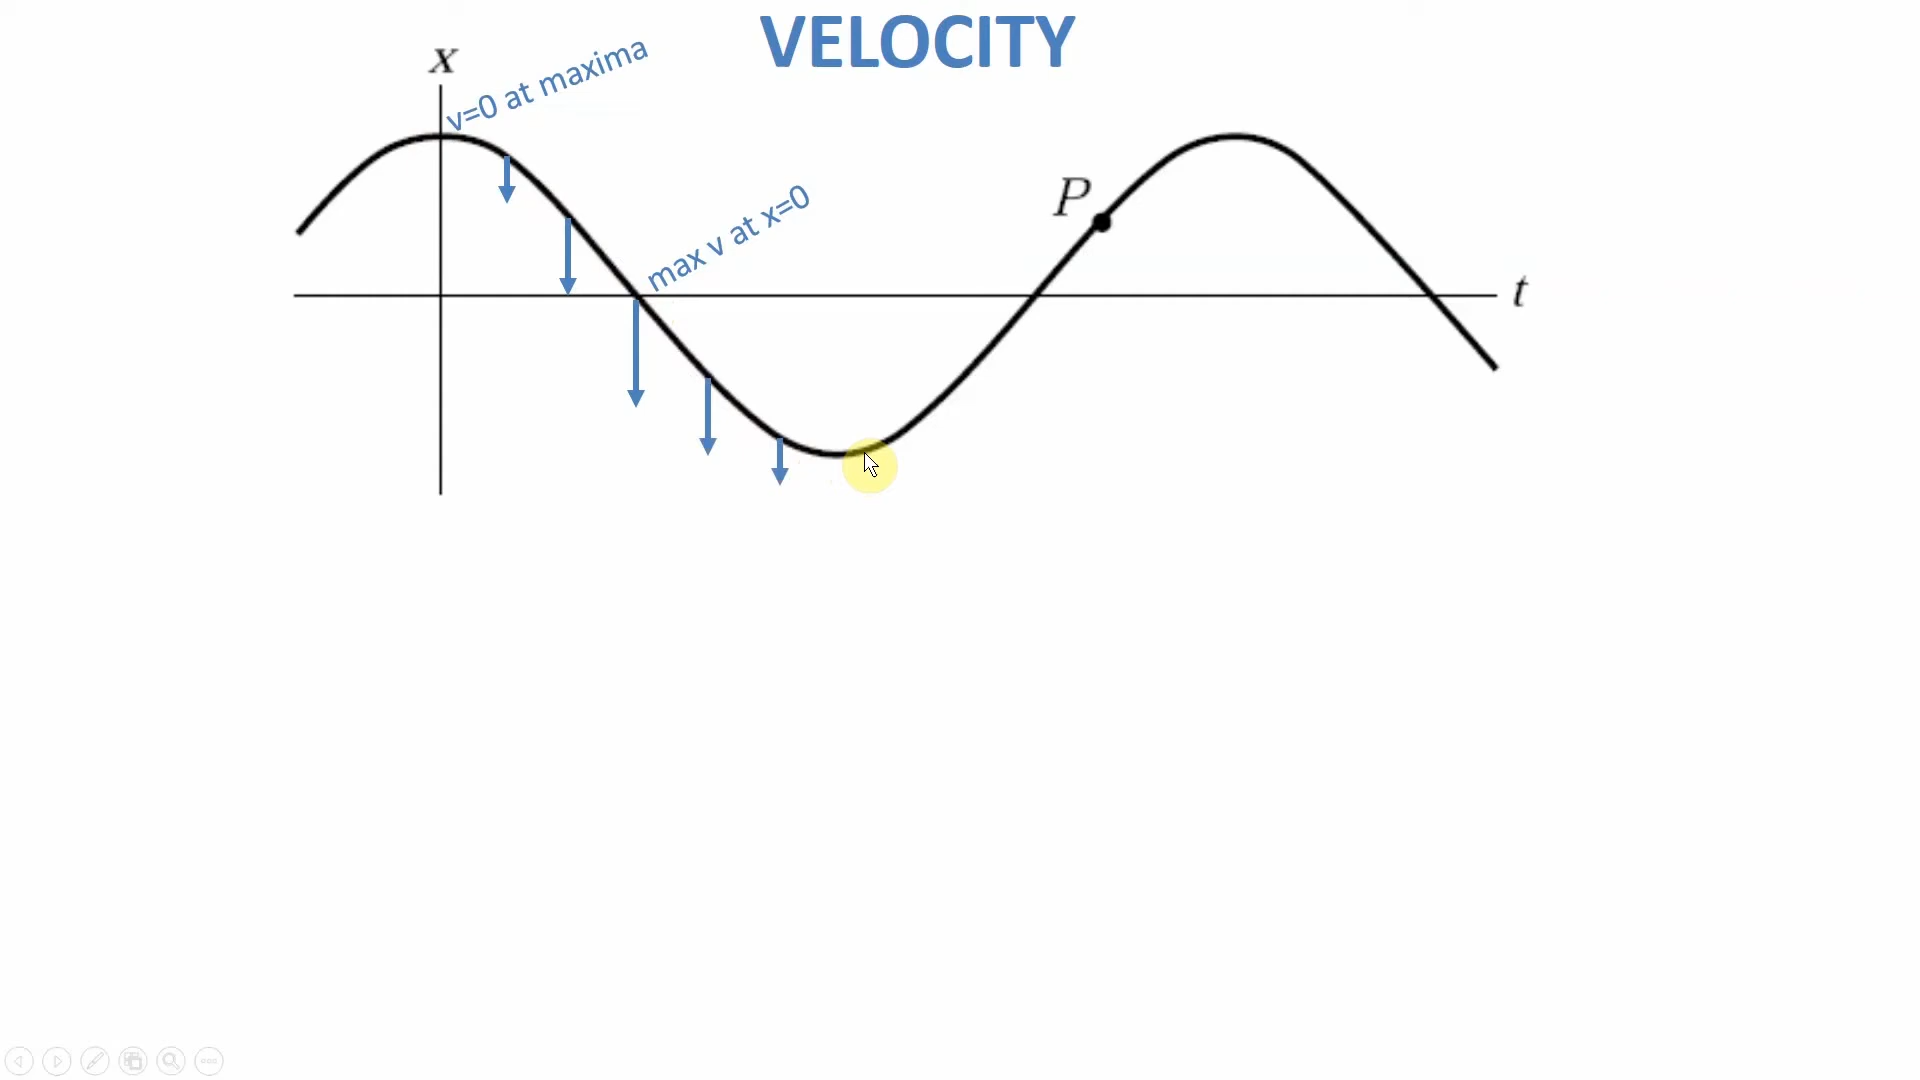 VELOCITY
x
v=0 at maxima
max v at x=0
P
t